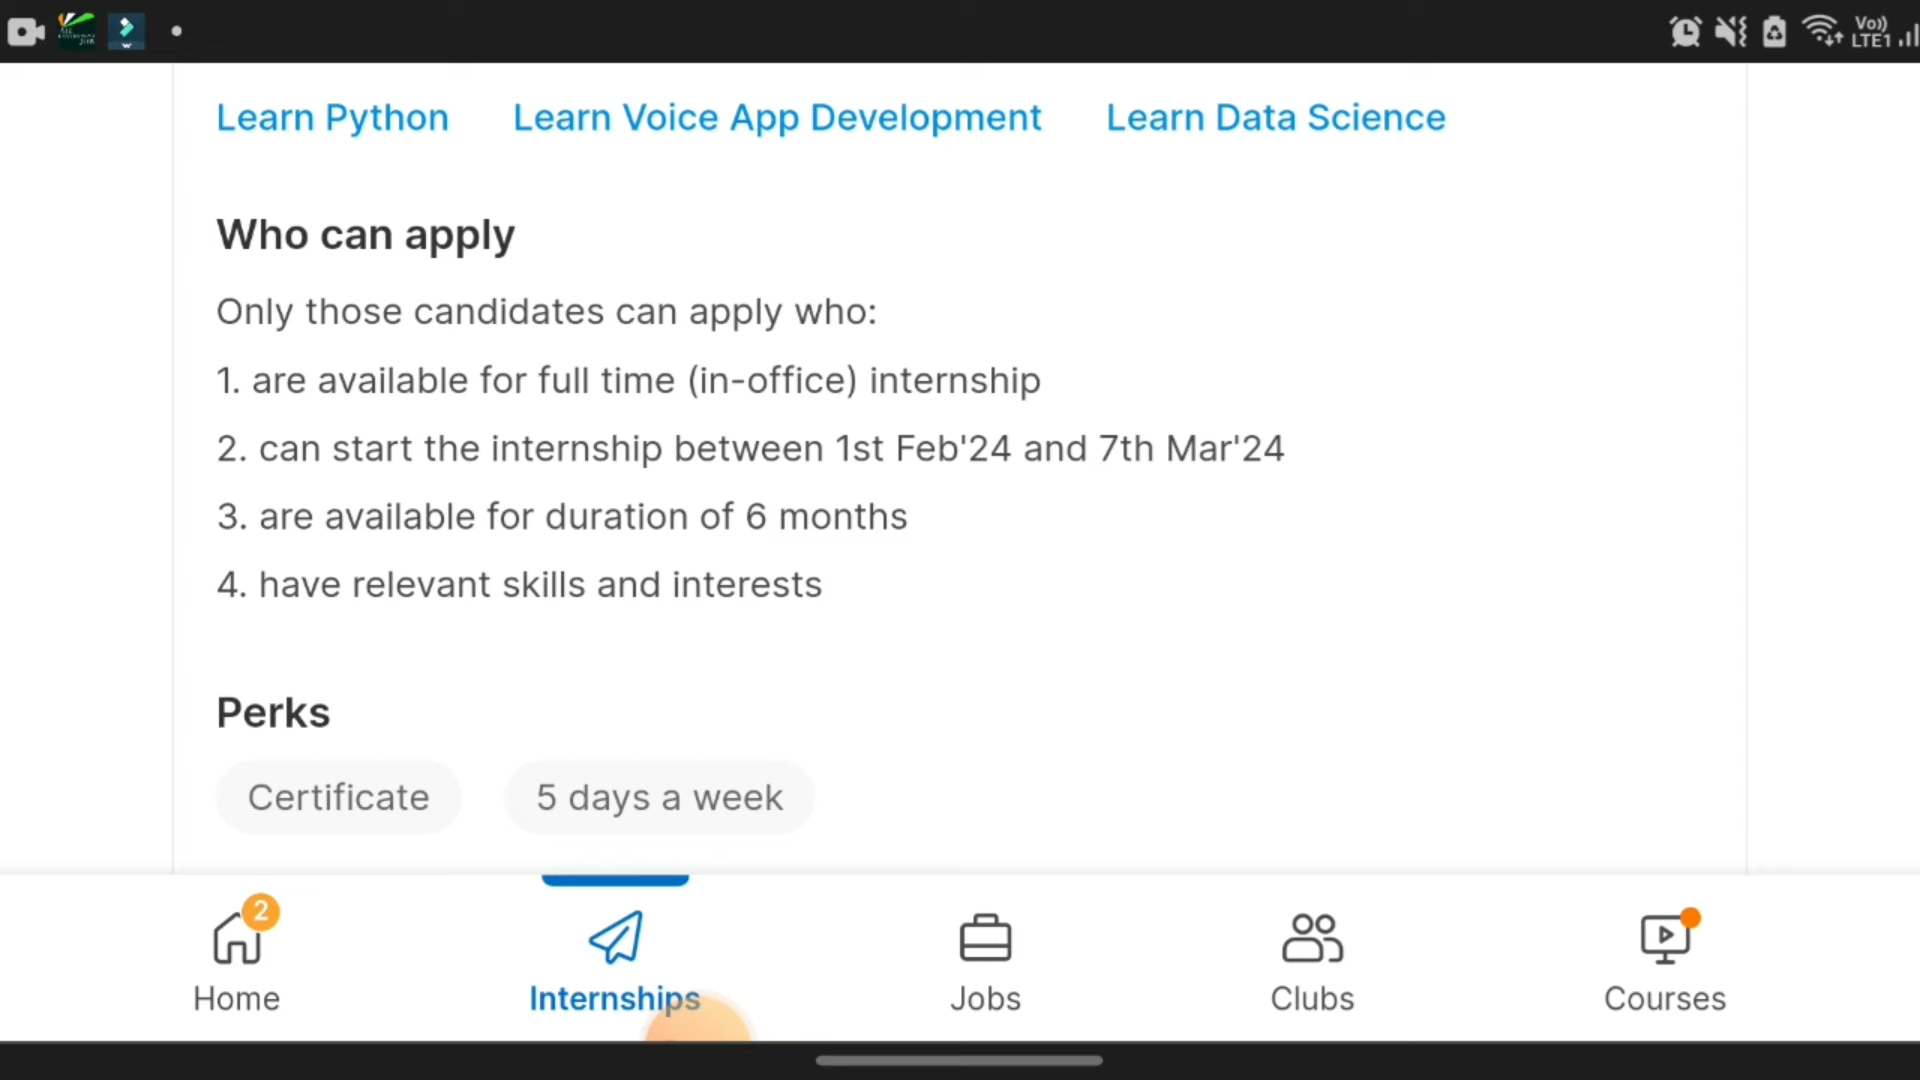 Vo))
LTE1
Learn Python Learn Voice App Development Learn Data Science
Who can apply
Only those candidates can apply who:
1. are available for full time (in-office) internship
2. can start the internship between 1st Feb'24 and 7th Mar'24
3. are available for duration of 6 months
4. have relevant skills and interests
Perks
Certificate 5 days a week
2
Home Internships Jobs Clubs Courses